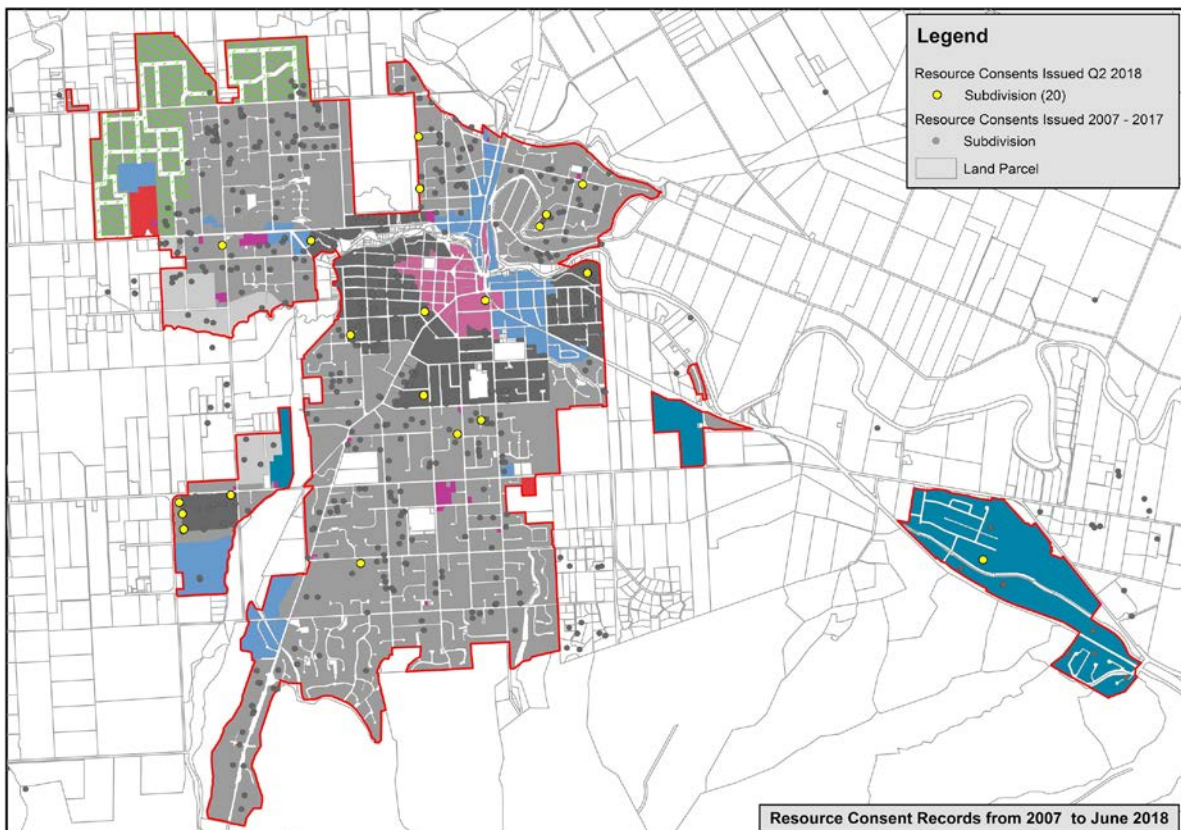 Legend
Resource Consents Issued Q2 2018
Subdivision (20)
Resource Consents Issued 2007 - 2017
Subdivision
Land Parcel
Resource Consent Records from 2007 to June 2018